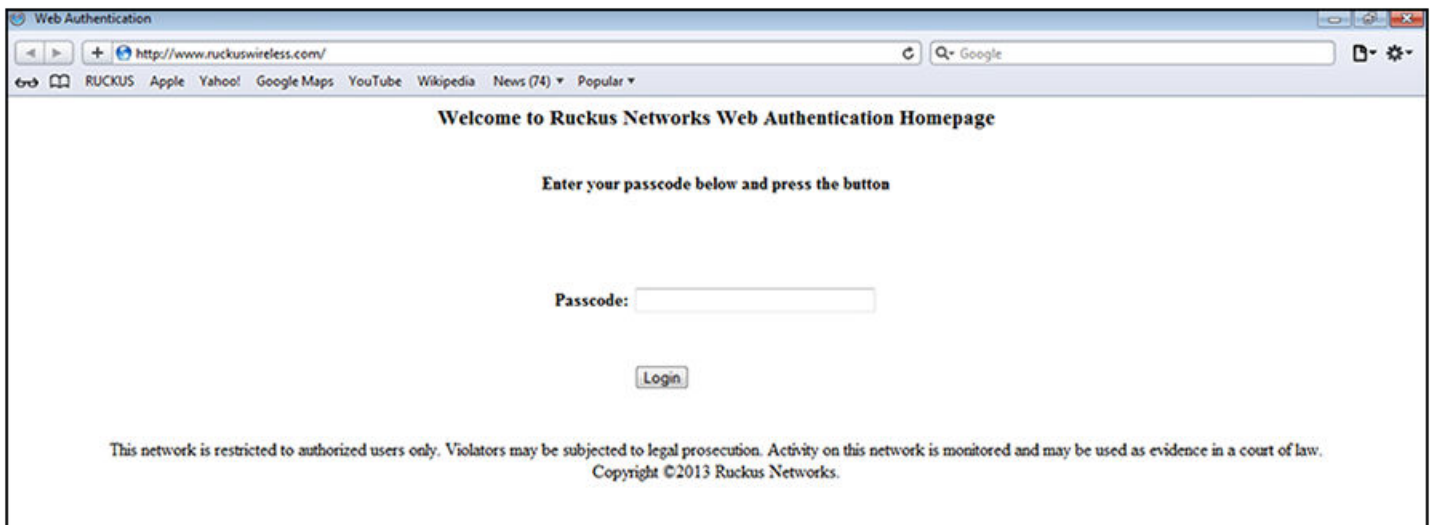 Web Authentication
http://www.ruckuswireless.com/
Google
RUCKUS Apple Yahoo! Google Maps YouTube Wikipedia News (74) Popular
Welcome to Ruckus Networks Web Authentication Homepage
Enter your passcode below and press the button
Passcode:
Login
This network is restricted to authorized users only. Violators may be subjected to legal prosecution. Activity on this network is monitored and may be used as evidence in a court of law.
Copyright ©2013 Ruckus Networks.